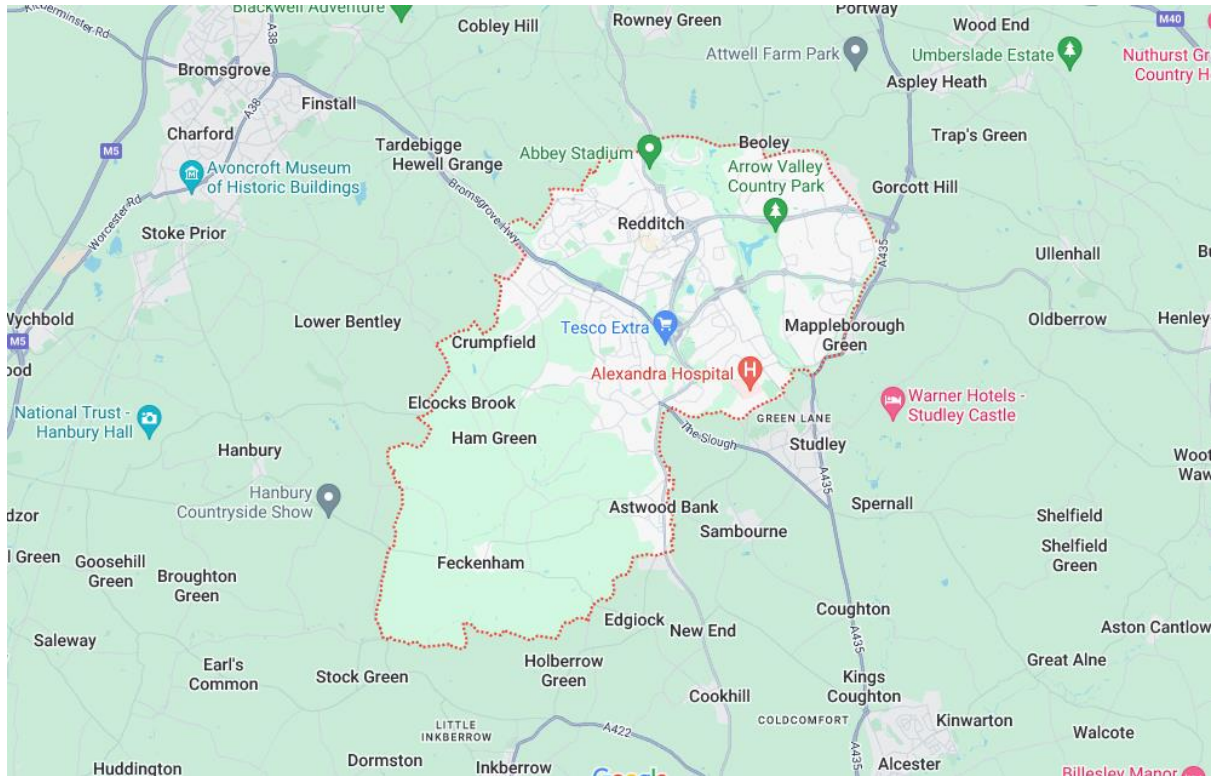 Blackwell Adventure
Cobley Hill
Rowney Green
Portway
Wood End
M40
Kidderminster Rd
A38
Attwell Farm Park
Umberslade Estate
Nuthurst Gr
Country H
Bromsgrove
Finstall
Aspley Heath
A38
Charford
Tardebigge
Hewell Grange
Abbey Stadium
Beoley
Trap's Green
M5
Avoncroft Museum
of Historic Buildings
Arrow Valley
Country Park
Gorcott Hill
Bromsgrove Hwy
Worcester Rd
Stoke Prior
Redditch
A435
Ullenhall
Bu
Wychbold
M5
Lower Bentley
Tesco Extra
Mappleborough
Green
Oldberrow
Henley
ood
Crumpfield
Alexandra Hospital
Elcocks Brook
Warner Hotels -
Studley Castle
National Trust -
Hanbury Hall
Ham Green
The Slough
GREEN LANE
Studley
Hanbury
A435
Woot
Waw
Hanbury
Countryside Show
Astwood Bank
Sambourne
Spernall
Shelfield
dzor
Shelfield
Green
l Green
Goosehill
Green
Broughton
Green
Feckenham
Coughton
Edgiock
New End
Aston Cantlow
Saleway
A435
Earl's
Common
Stock Green
Holberrow
Green
Great Alne
Cookhill
Kings
Coughton
COLDCOMFORT
Kinwarton
LITTLE
INKBERROW
A422
Walcote
A435
Huddington
Dormston
Inkberrow
Google
Alcester
Billesley Manor